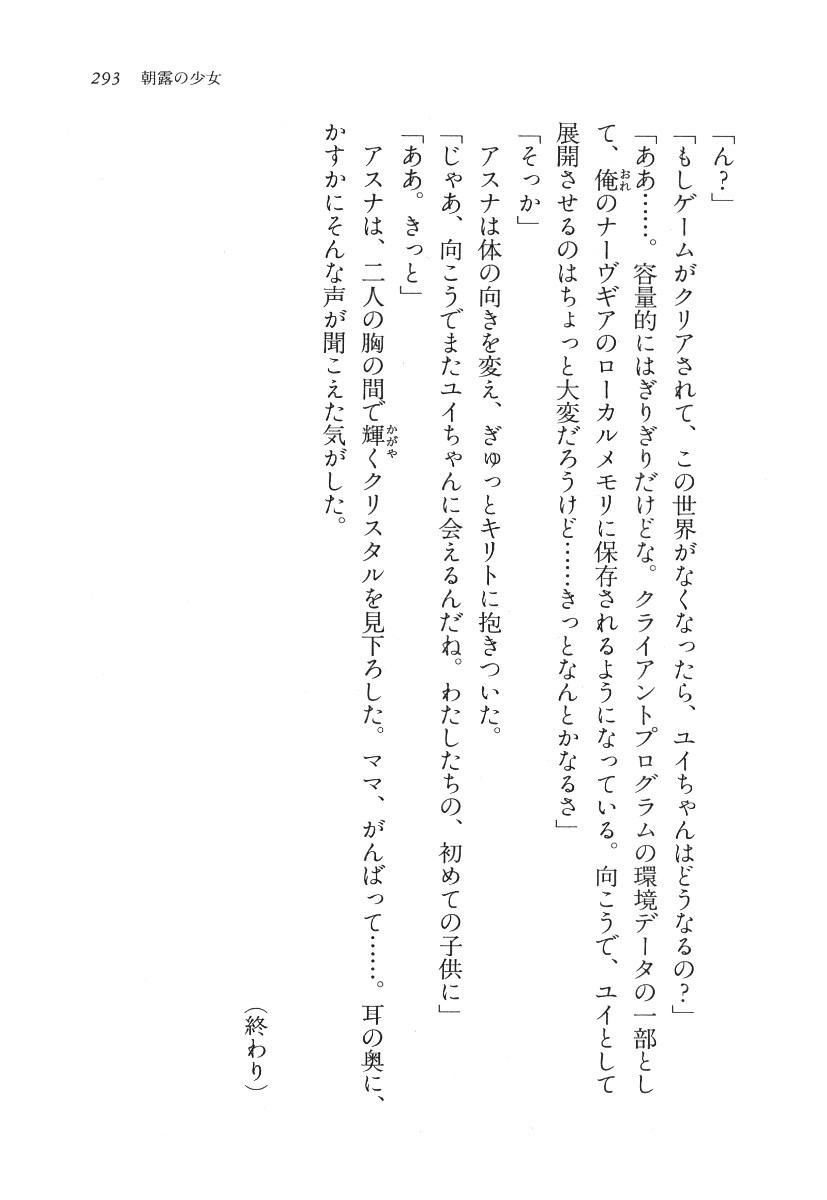 293 朝露の少女
「ん?」
「もしゲームがクリアされて、この世界がなくなったら、ユイちゃんはどうなるの?」
「ああ……。容量的にはぎりぎりだけどな。クライアントプログラムの環境データの一部とし
て、俺のナーヴギアのローカルメモリに保存されるようになっている。向こうで、ユイとして
展開させるのはちょっと大変だろうけど……きっとなんとかなるさ」
「そっか」
　アスナは体の向きを変え、ぎゅっとキリトに抱きついた。
「じゃあ、向こうでまたユイちゃんに会えるんだね。わたしたちの、初めての子供に」
「ああ。きっと」
　アスナは、二人の胸の間で輝くクリスタルを見下ろした。ママ、がんばって……。耳の奥に、
かすかにそんな声が聞こえた気がした。
（終わり）
おれ
かがや